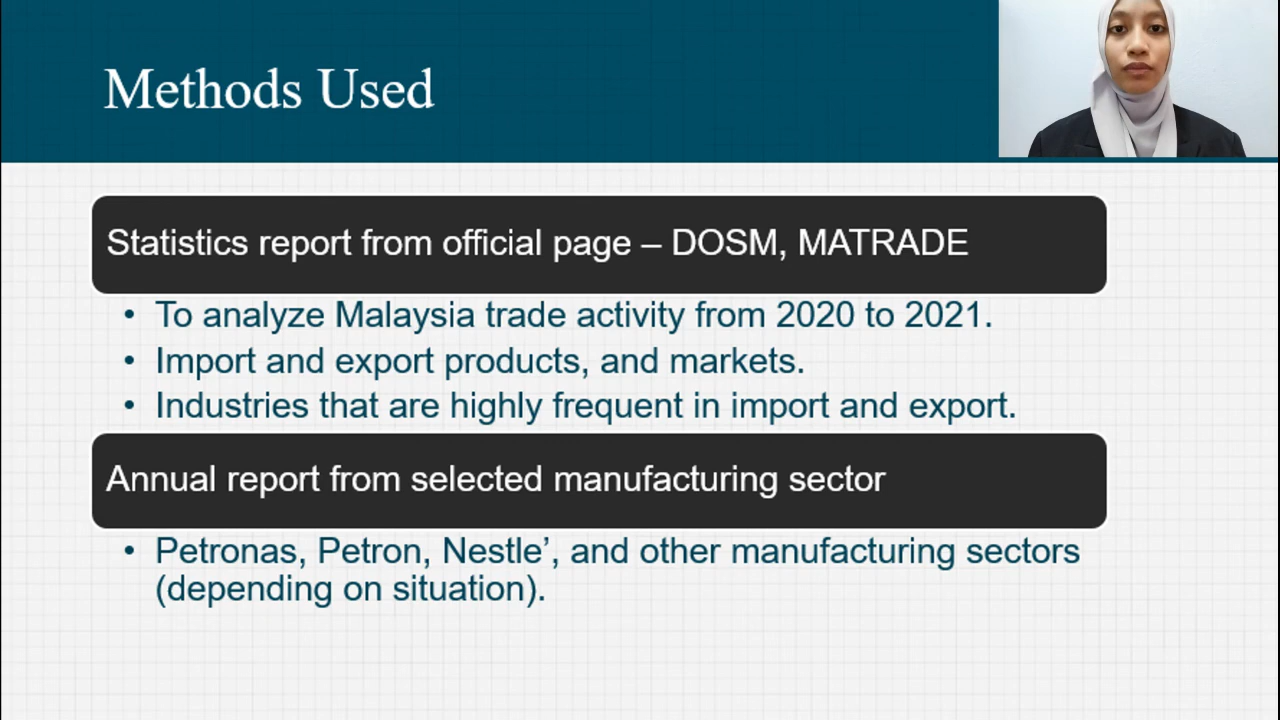 Methods Used
Statistics report from official page – DOSM, MATRADE
• To analyze Malaysia trade activity from 2020 to 2021.
• Import and export products, and markets.
• Industries that are highly frequent in import and export.
Annual report from selected manufacturing sector
• Petronas, Petron, Nestle’, and other manufacturing sectors
(depending on situation).